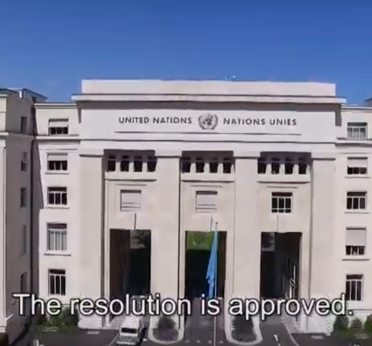 UNITED NATIONS NATIONS UNIES
The resolution is approved.